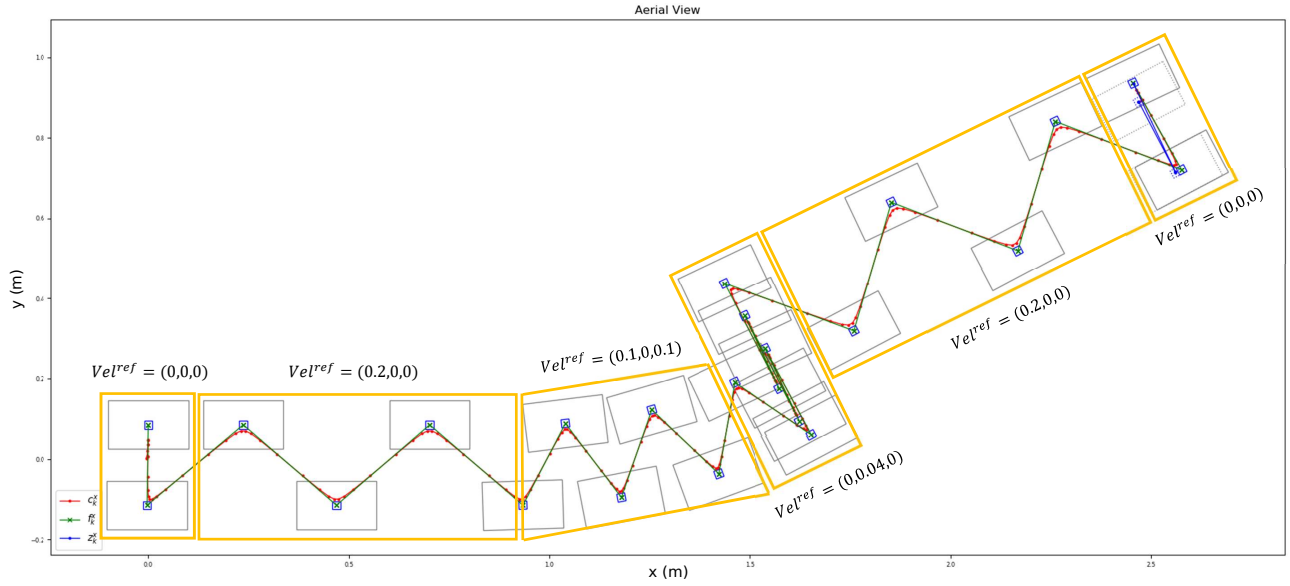 Aerial View
y (m)
1.0
0.8
0.6
0.4
0.2
0.0
−0.2
Vel^ref = (0,0,0)
Vel^ref = (0.2,0,0)
Vel^ref = (0.1,0,0.1)
Vel^ref = (0,0.04,0)
Vel^ref = (0.2,0,0)
Vel^ref = (0,0,0)
c_k^x
f_k^x
z_k^x
0.0 0.5 1.0 1.5 2.0 2.5
x (m)